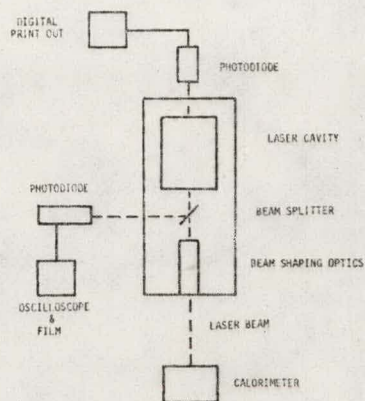 DIGITAL
PRINT OUT
PHOTODIODE
LASER CAVITY
PHOTODIODE
BEAM SPLITTER
BEAM SHAPING OPTICS
OSCILLOSCOPE
&
FILM
LASER BEAM
CALORIMETER